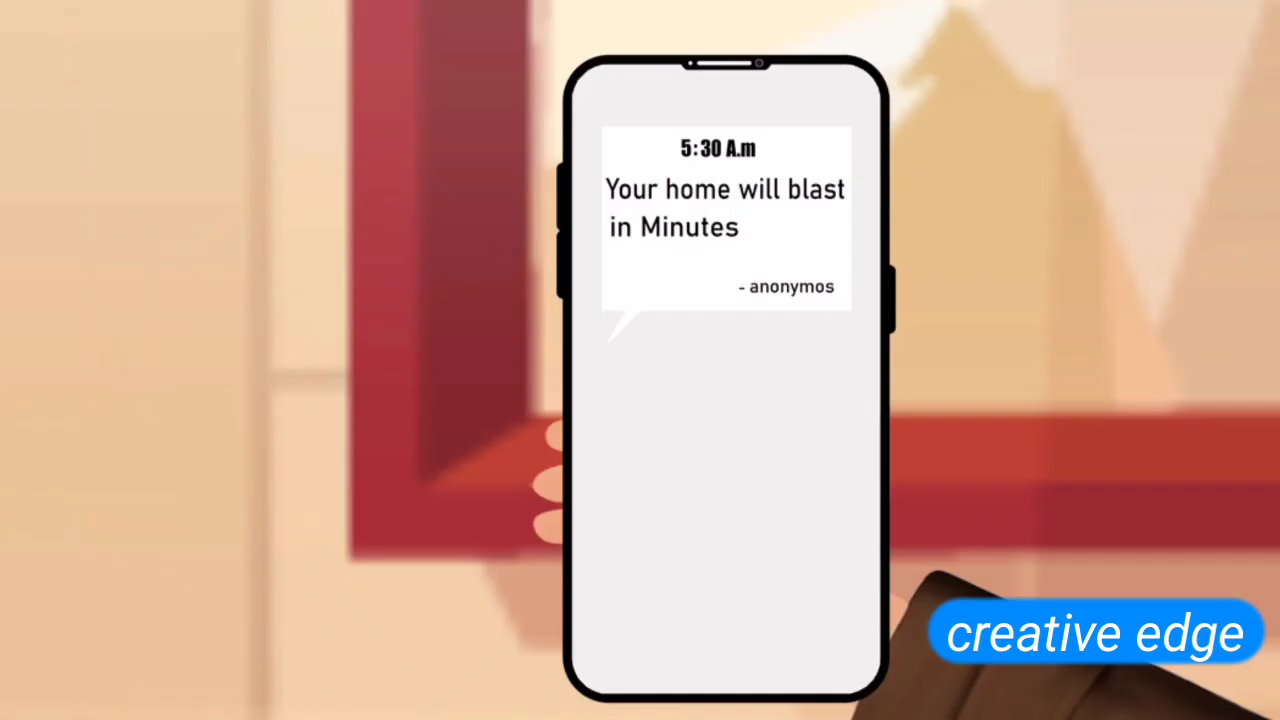 5:30 A.m
Your home will blast
in Minutes
- anonymos
creative edge